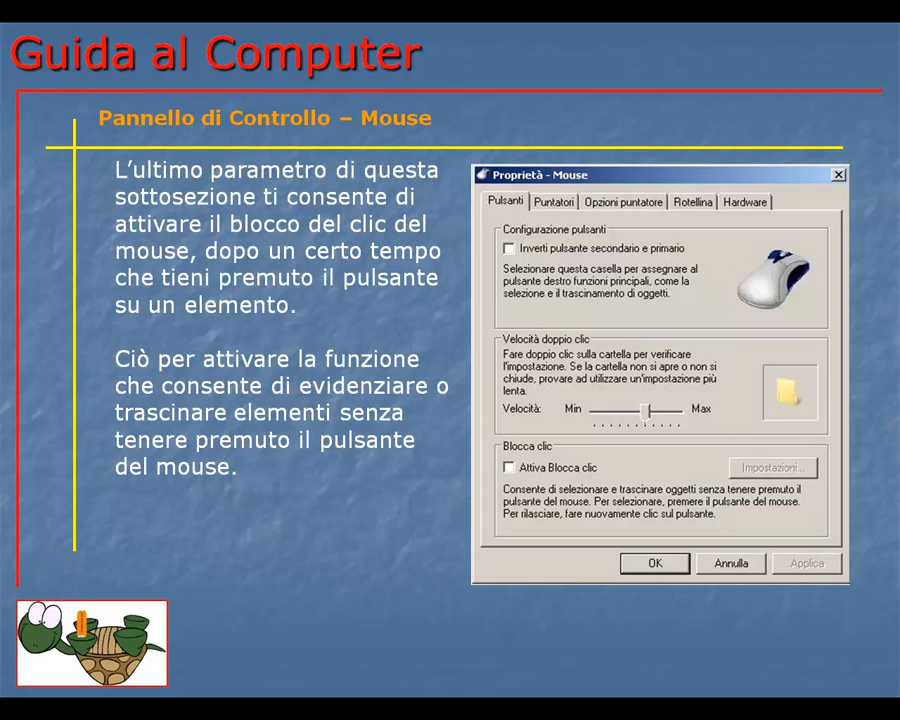 Guida al Computer
Pannello di Controllo – Mouse
L’ultimo parametro di questa
sottosezione ti consente di
attivare il blocco del clic del
mouse, dopo un certo tempo
che tieni premuto il pulsante
su un elemento.
Ciò per attivare la funzione
che consente di evidenziare o
trascinare elementi senza
tenere premuto il pulsante
del mouse.
Proprietà - Mouse
Pulsanti Puntatori Opzioni puntatore Rotellina Hardware
Configurazione pulsanti
Inverti pulsante secondario e primario
Selezionare questa casella per assegnare al
pulsante destro funzioni principali, come la
selezione e il trascinamento di oggetti.
Velocità doppio clic
Fare doppio clic sulla cartella per verificare
l'impostazione. Se la cartella non si apre o non si
chiude, provare ad utilizzare un'impostazione più
lenta.
Velocità: Min Max
Blocca clic
Attiva Blocca clic Impostazioni...
Consente di selezionare e trascinare oggetti senza tenere premuto il
pulsante del mouse. Per selezionare, premere il pulsante del mouse.
Per rilasciare, fare nuovamente clic sul pulsante.
OK Annulla Applica